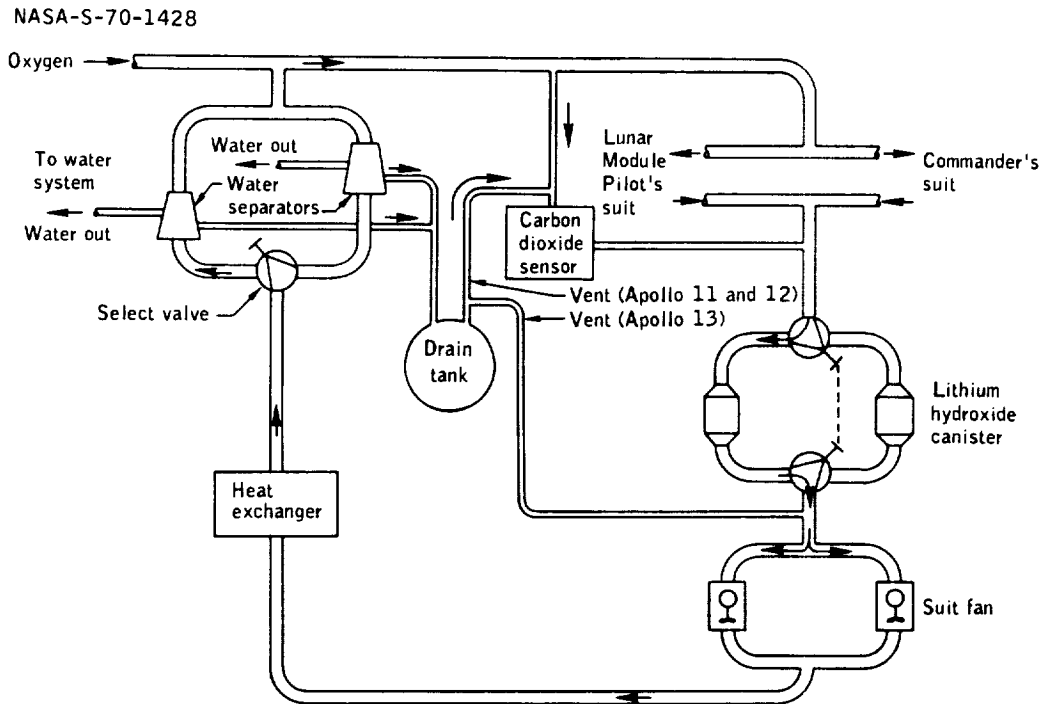 NASA-S-70-1428
Oxygen
To water
system
Water out
Water
separators
Water out
Select valve
Lunar
Module
Pilot's
suit
Commander's
suit
Carbon
dioxide
sensor
Vent (Apollo 11 and 12)
Vent (Apollo 13)
Drain
tank
Lithium
hydroxide
canister
Heat
exchanger
Suit fan